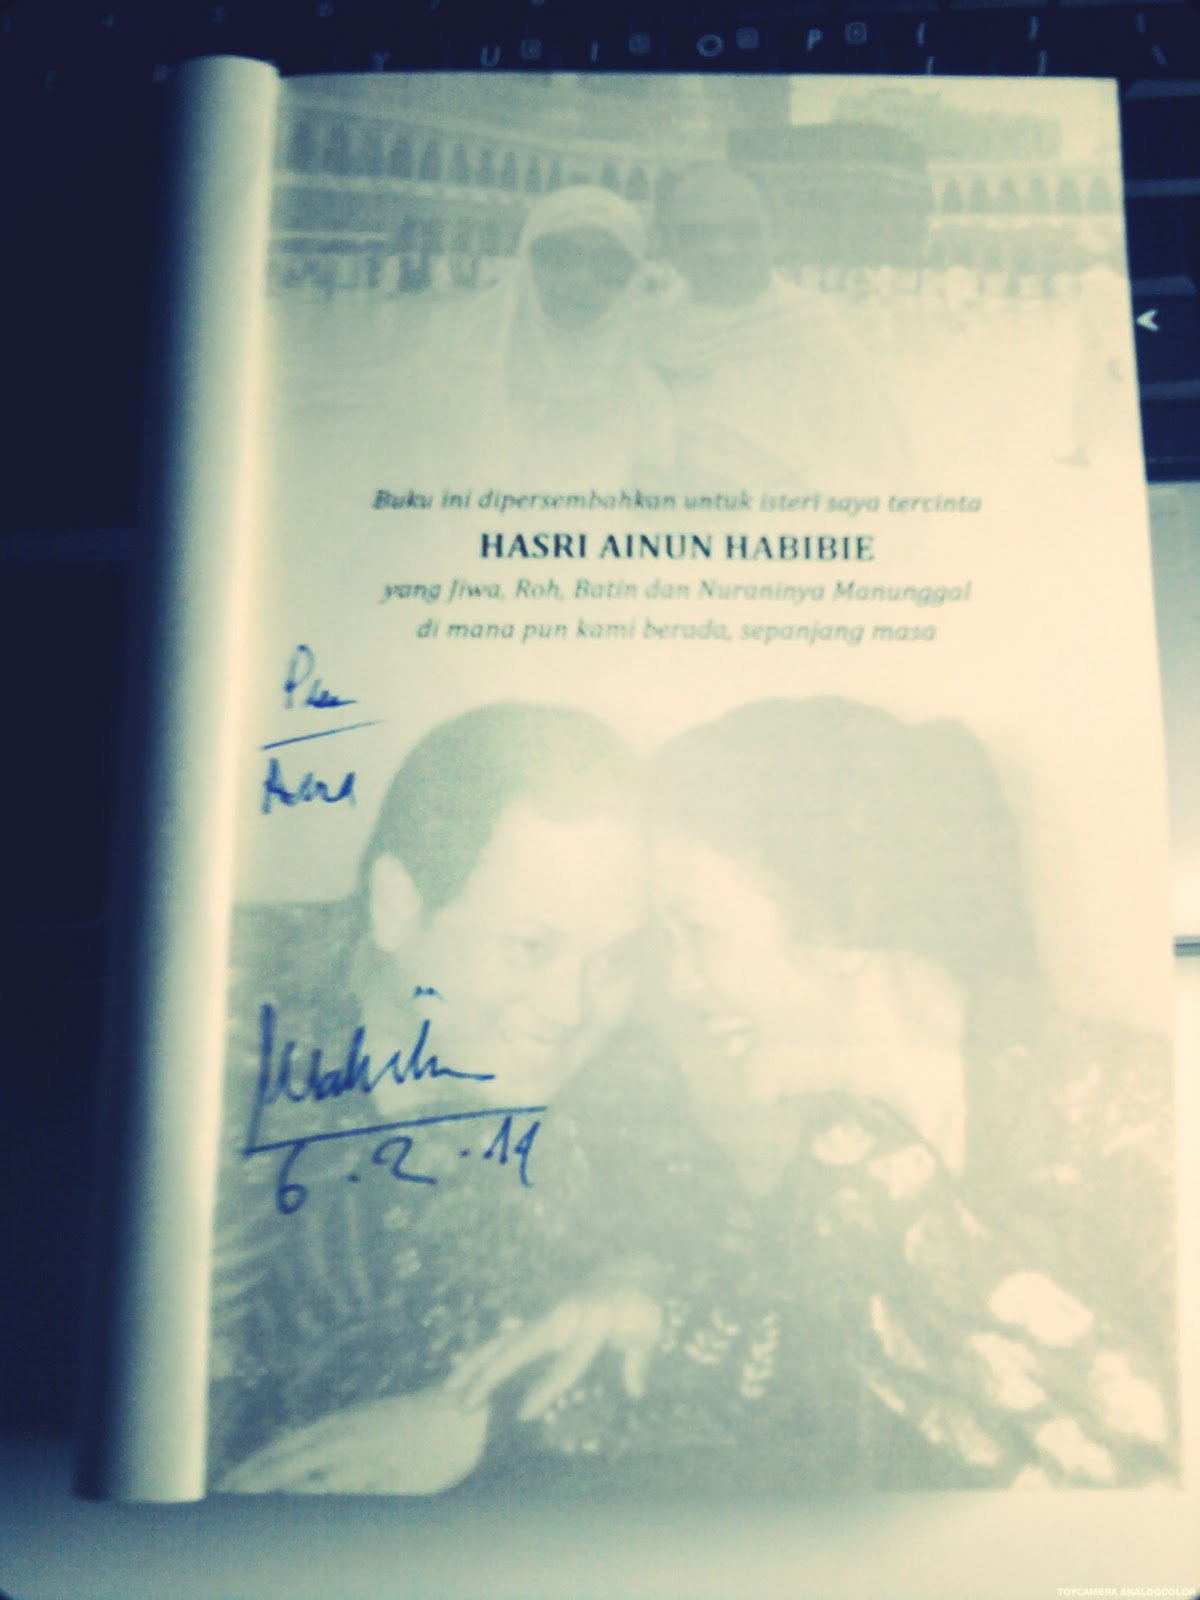 Y U I O P { [ } ] \
Buku ini dipersembahkan untuk isteri saya tercinta
HASRI AINUN HABIBIE
yang Jiwa, Roh, Batin dan Nuraninya Manunggal
di mana pun kami berada, sepanjang masa
6.2.14
TOYCAMERA ANALOGCOLOR